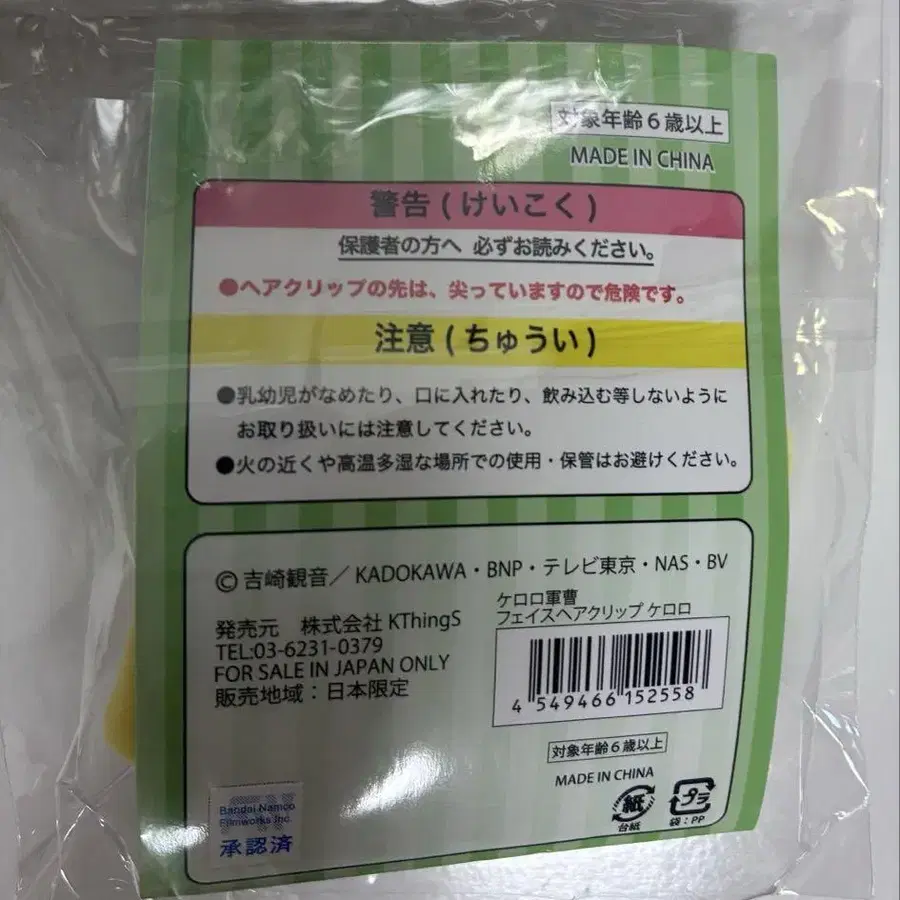 対象年齢6歳以上
MADE IN CHINA
警告(けいこく)
保護者の方へ 必ずお読みください。
●ヘアクリップの先は、尖っていますので危険です。
注意(ちゅうい)
●乳幼児がなめたり、口に入れたり、飲み込む等しないように
お取り扱いには注意してください。
●火の近くや高温多湿な場所での使用・保管はお避けください。
©吉崎観音/KADOKAWA・BNP・テレビ東京・NAS・BV
発売元 株式会社 KThingS
TEL:03-6231-0379
FOR SALE IN JAPAN ONLY
販売地域:日本限定
ケロロ軍曹
フェイスヘアクリップ ケロロ
4 549466 152558
対象年齢6歳以上
MADE IN CHINA
紙
台紙
プラ
袋:PP
Bandai Namco
Filmworks Inc.
承認済